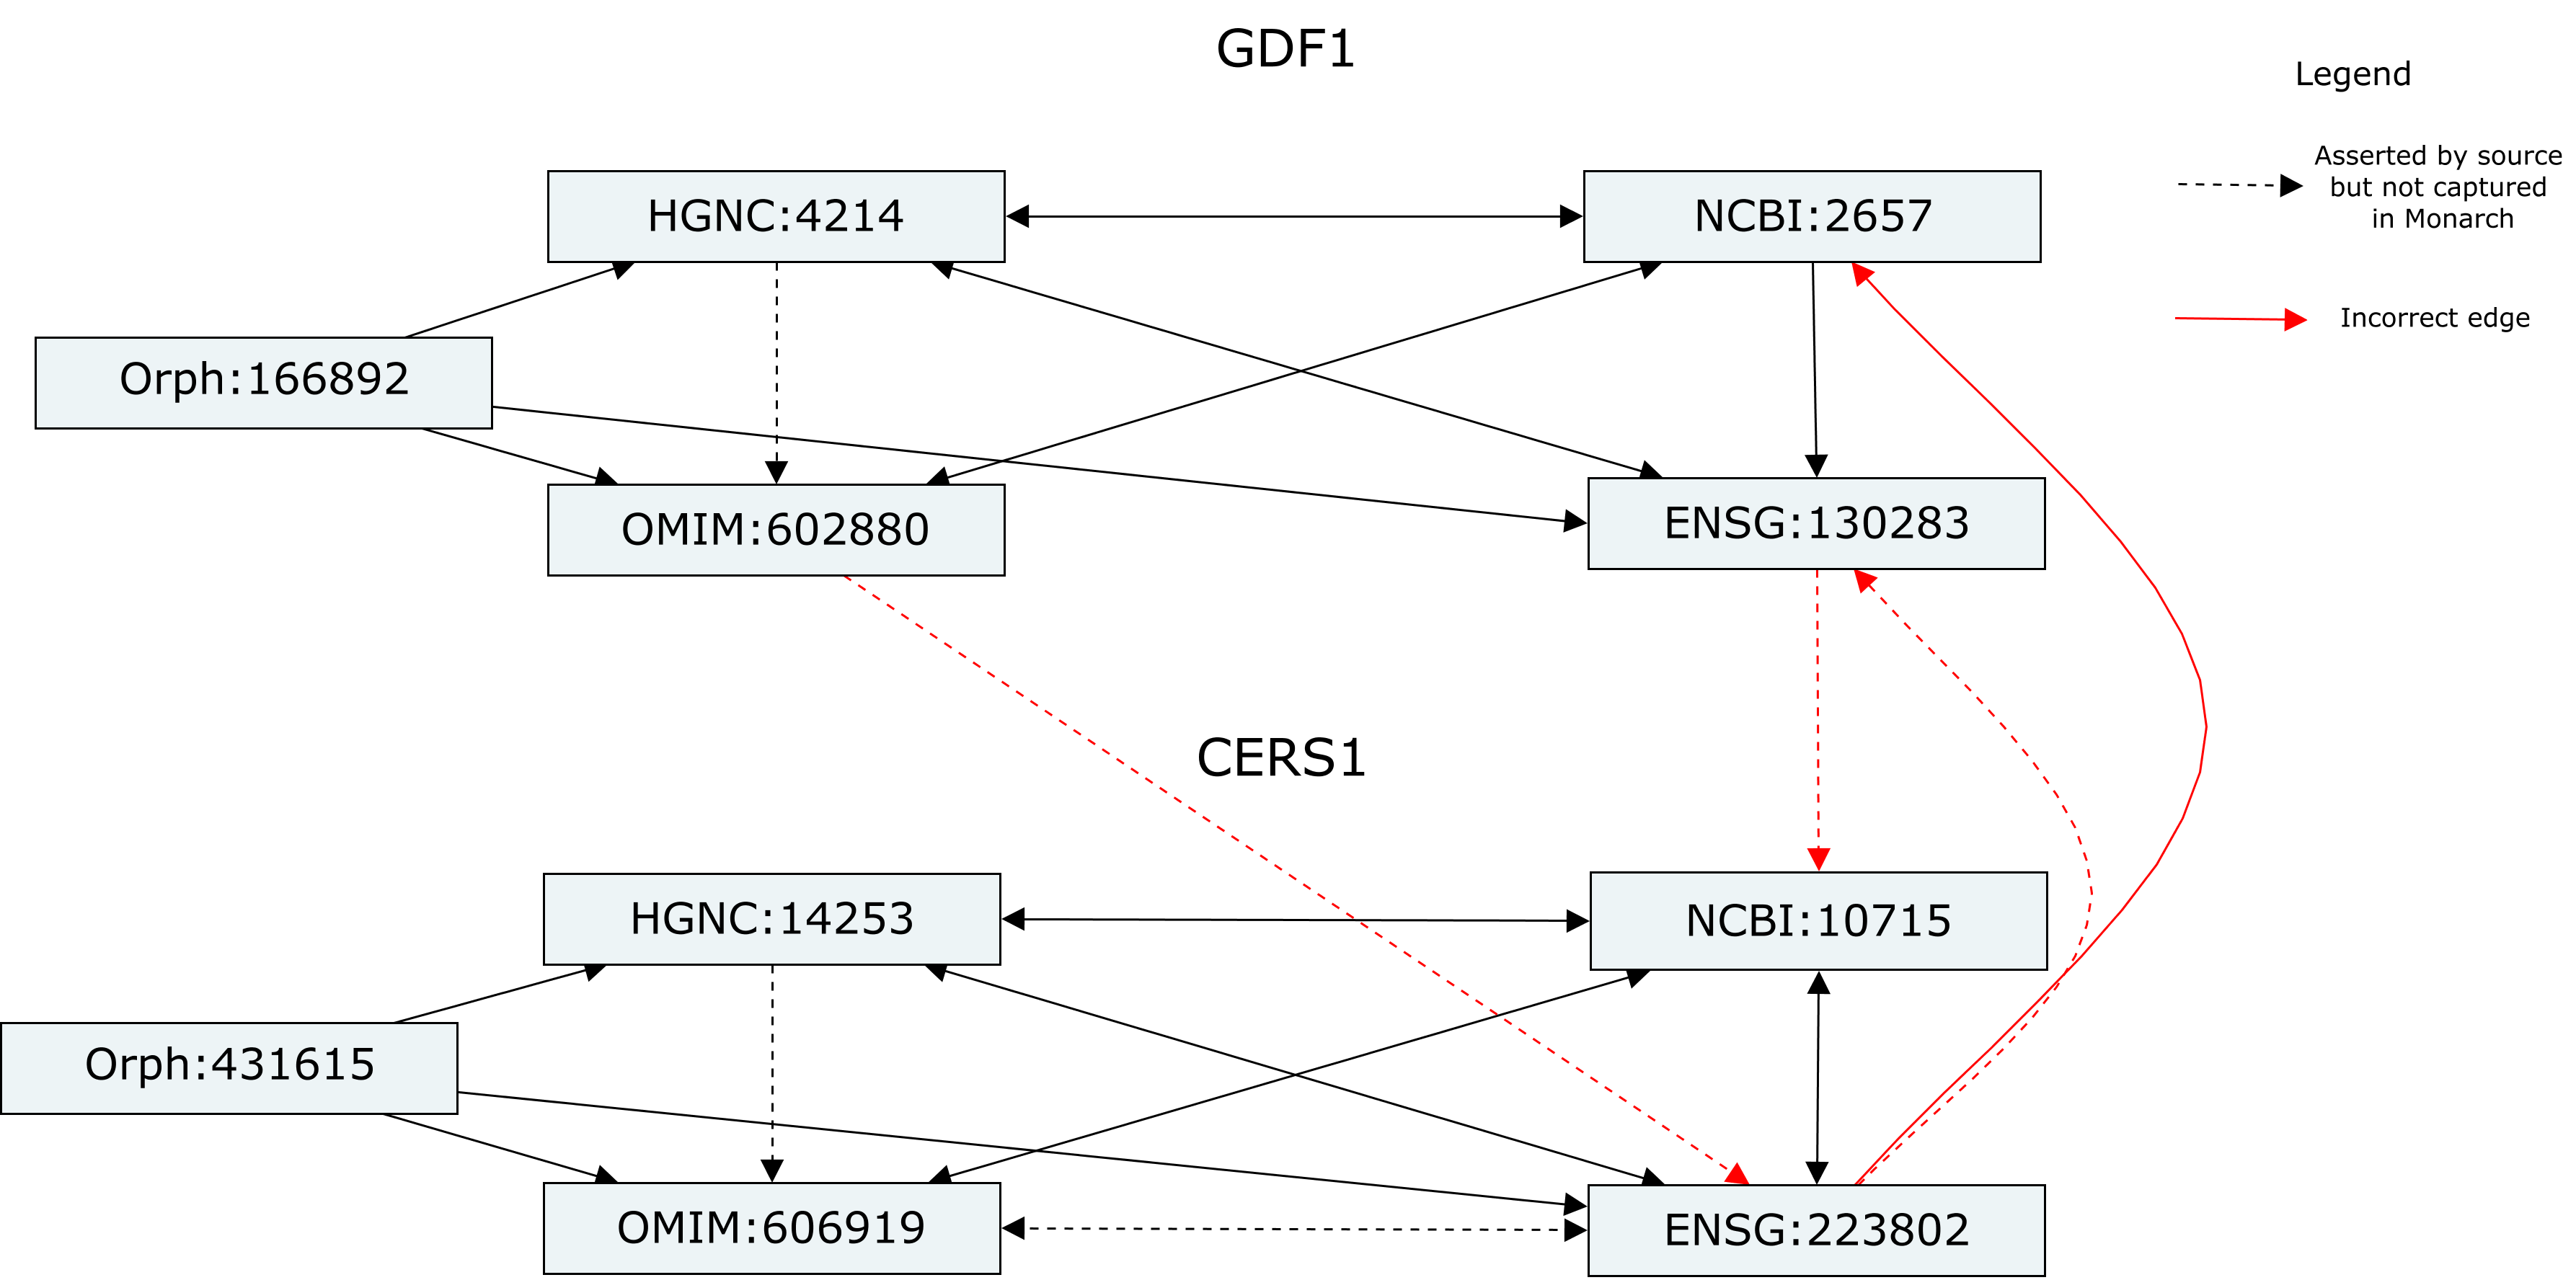 GDF1
Legend
Asserted by source
but not captured
in Monarch
Incorrect edge
HGNC:4214
NCBI:2657
Orph:166892
OMIM:602880
ENSG:130283
CERS1
HGNC:14253
NCBI:10715
Orph:431615
OMIM:606919
ENSG:223802